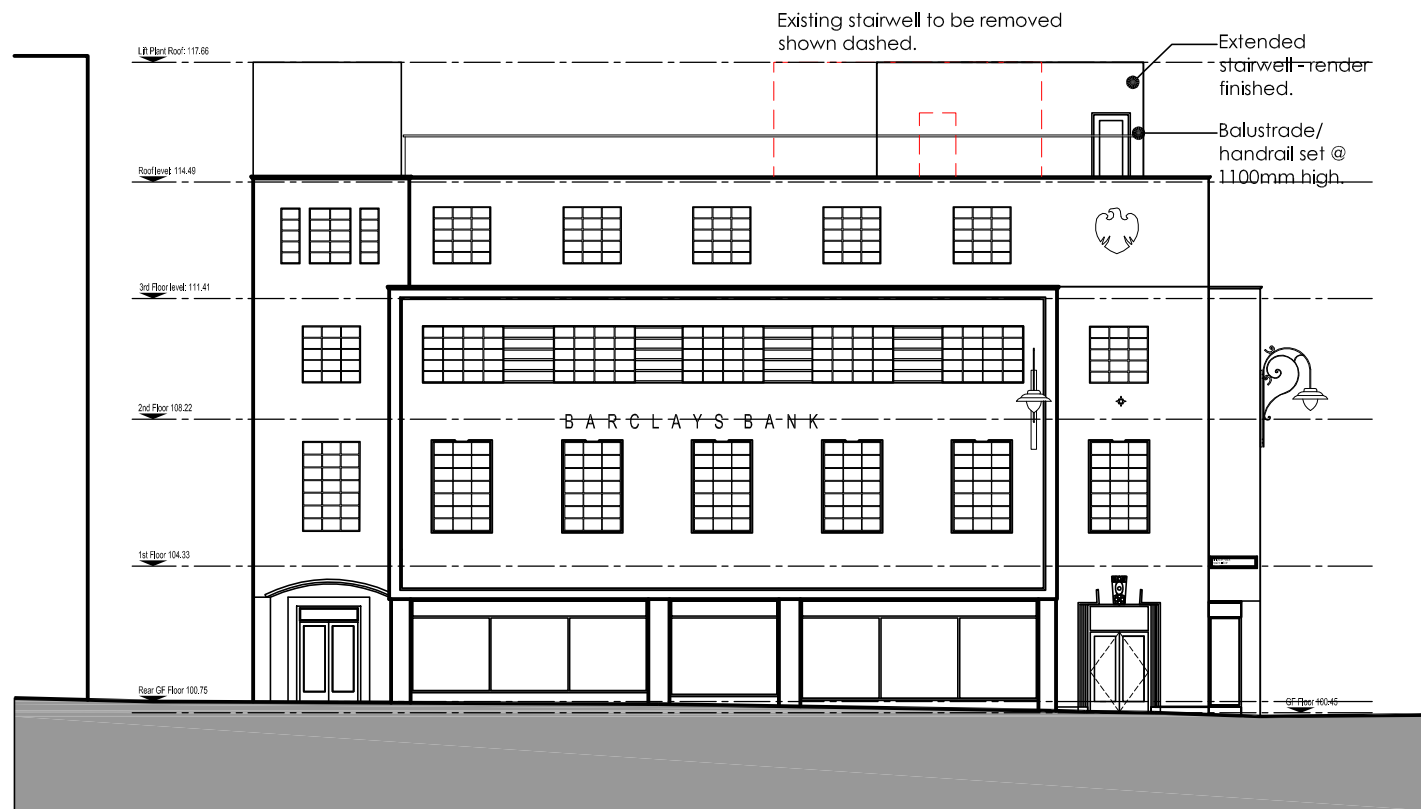 Existing stairwell to be removed
shown dashed.
Extended
stairwell - render
finished.
Balustrade/
handrail set @
1100mm high.
Lift Plant Roof: 117.66
Roof level: 114.49
3rd Floor level: 111.41
2nd Floor 108.22
BARCLAYS BANK
1st Floor 104.33
Rear GF Floor 100.75
GF Floor 100.45